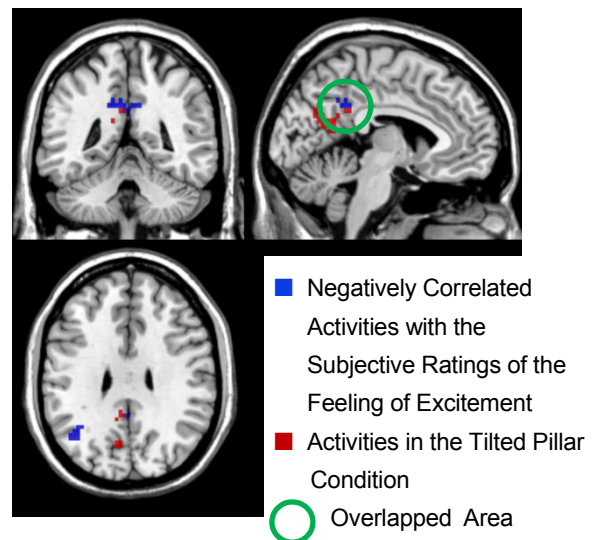 Negatively Correlated
Activities with the
Subjective Ratings of the
Feeling of Excitement
Activities in the Tilted Pillar
Condition
Overlapped Area